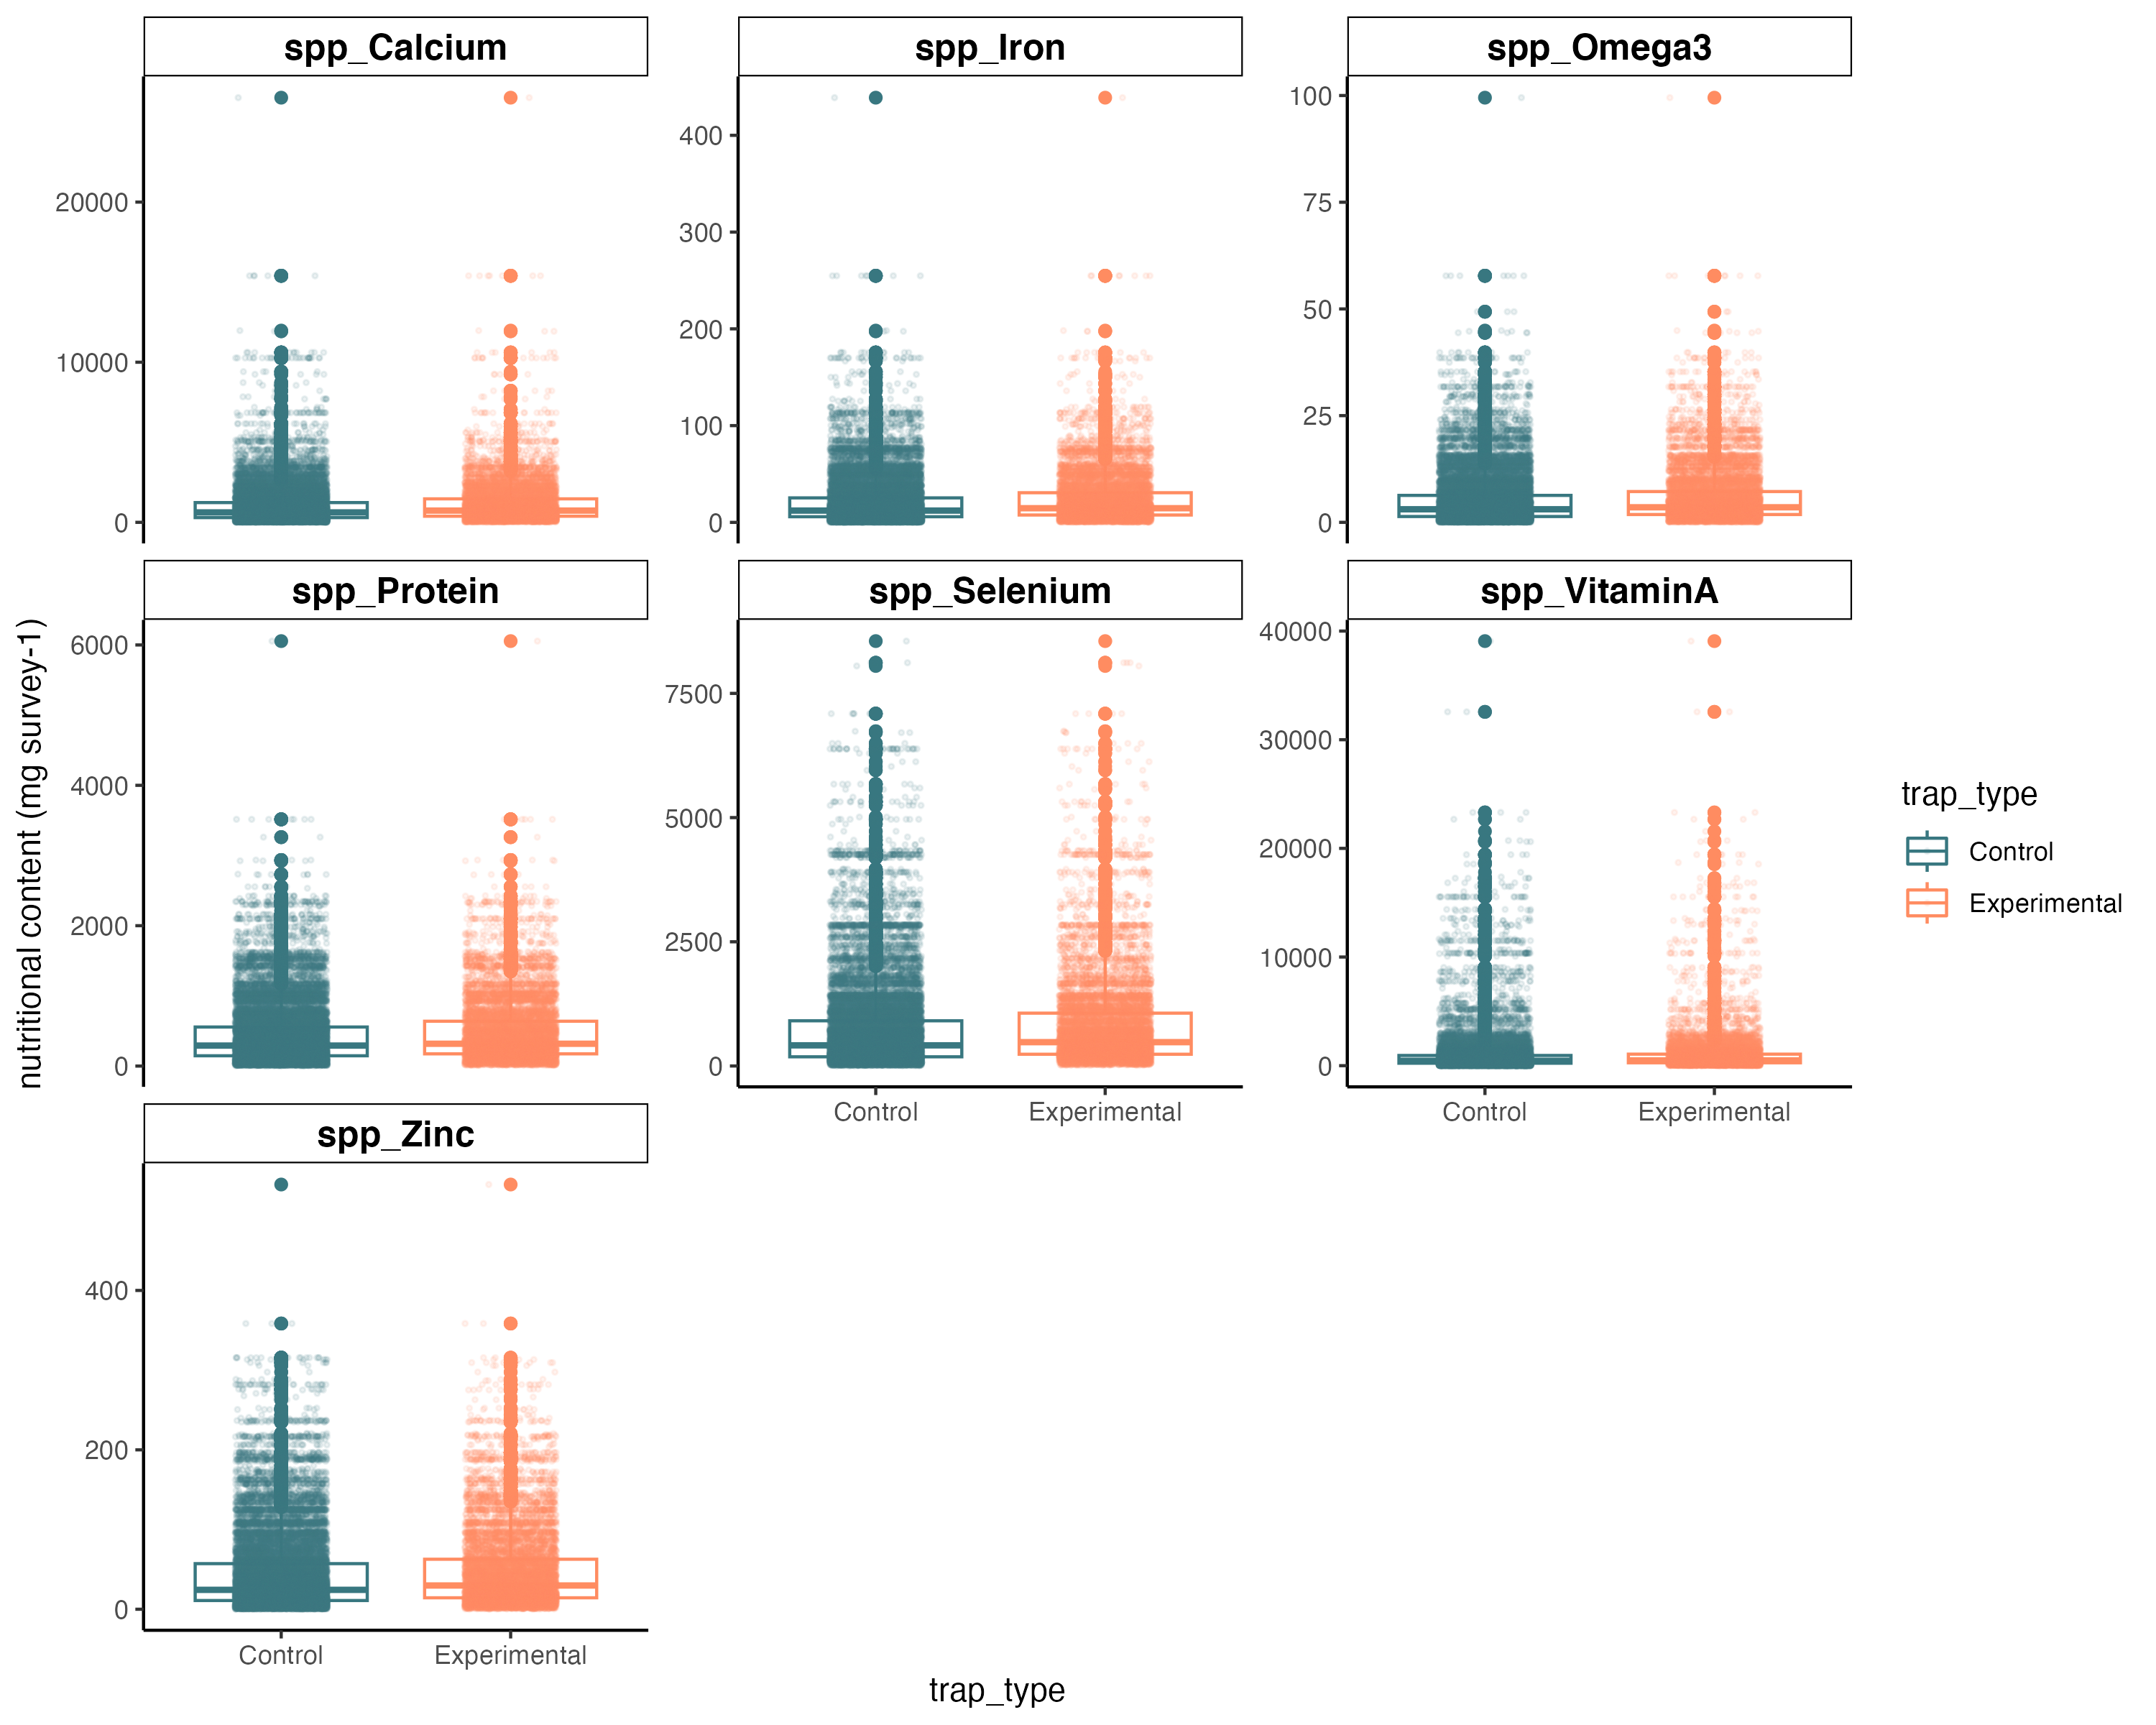 spp_Calcium
spp_Iron
spp_Omega3
20000
10000
0
400
300
200
100
0
100
75
50
25
0
spp_Protein
spp_Selenium
spp_VitaminA
nutritional content (mg survey-1)
6000
4000
2000
0
7500
5000
2500
0
Control
Experimental
40000
30000
20000
10000
0
Control
Experimental
trap_type
Control
Experimental
spp_Zinc
400
200
0
Control
Experimental
trap_type